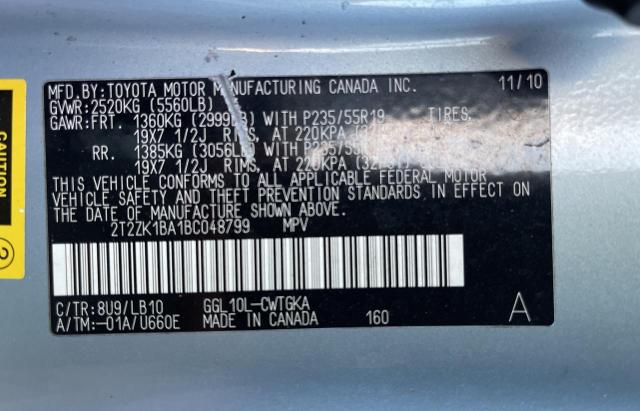 MFD.BY:TOYOTA MOTOR MANUFACTURING CANADA INC. 11/10
GVWR:2520KG (5560LB)
GAWR:FRT. 1360KG (2999LB) WITH P235/55R19 TIRES,
19X7 1/2J RIMS, AT 220KPA
RR. 1385KG (3056LB) WITH
19X7 1/2J RIMS, AT 220KPA
THIS VEHICLE CONFORMS TO ALL APPLICABLE FEDERAL MOTOR
VEHICLE SAFETY AND THEFT PREVENTION STANDARDS IN EFFECT ON
THE DATE OF MANUFACTURE SHOWN ABOVE.
2T2ZK1BA1BC048799 MPV
C/TR:8U9/LB10 GGL10L-CWTGKA
A/TM:-01A/U660E MADE IN CANADA 160 A
CAUTION
2